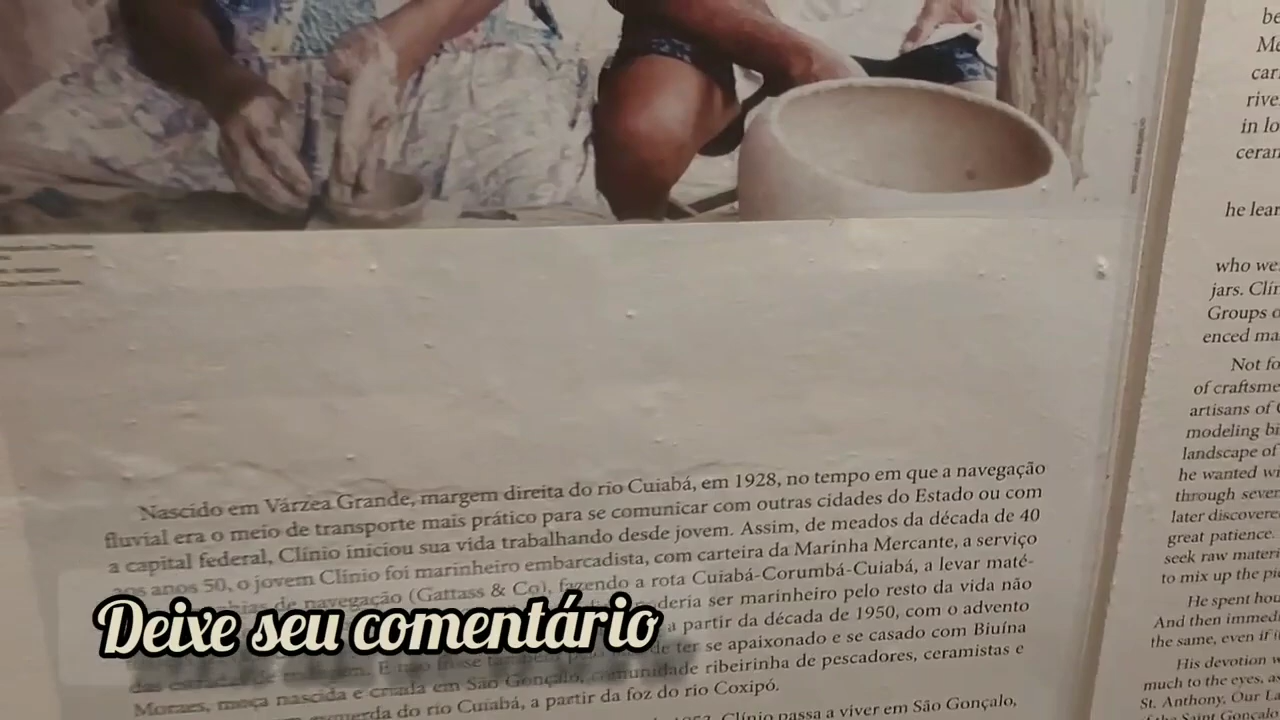 Nascido em Várzea Grande, margem direita do rio Cuiabá, em 1928, no tempo em que a navegação
fluvial era o meio de transporte mais prático para se comunicar com outras cidades do Estado ou com
a capital federal, Clínio iniciou sua vida trabalhando desde jovem. Assim, de meados da década de 40
aos anos 50, o jovem Clínio foi marinheiro embarcadista, com carteira da Marinha Mercante, a serviço
de navegação (Gattass & Co), fazendo a rota Cuiabá-Corumbá-Cuiabá, a levar maté-
poderia ser marinheiro pelo resto da vida não
a partir da década de 1950, com o advento
de ter se apaixonado e se casado com Biuína
Moraes, moça nascida e criada em São Gonçalo, comunidade ribeirinha de pescadores, ceramistas e
do rio Cuiabá, a partir da foz do rio Coxipó.
Clínio passa a viver em São Gonçalo,
Deixe seu comentário
be
Ma
car
rive
in lo
ceran
he lear
who we
jars. Clín
Groups o
enced ma
Not fo
of craftsme
artisans of
modeling bi
landscape of
he wanted w
through sever
later discovere
great patience.
seek raw materi
to mix up the pi
He spent hou
And then immed
the same, even if
His devotion w
much to the eyes, as
St. Anthony, Our La
Saint Gonçalo